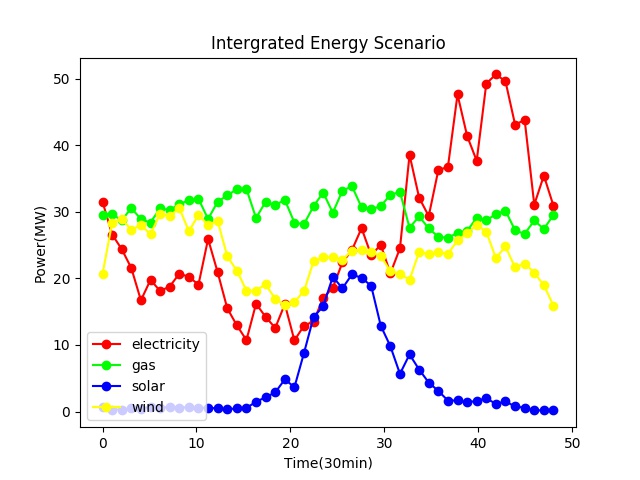 Intergrated Energy Scenario
Power(MW)
50
40
30
20
10
0
electricity
gas
solar
wind
0 10 20 30 40 50
Time(30min)